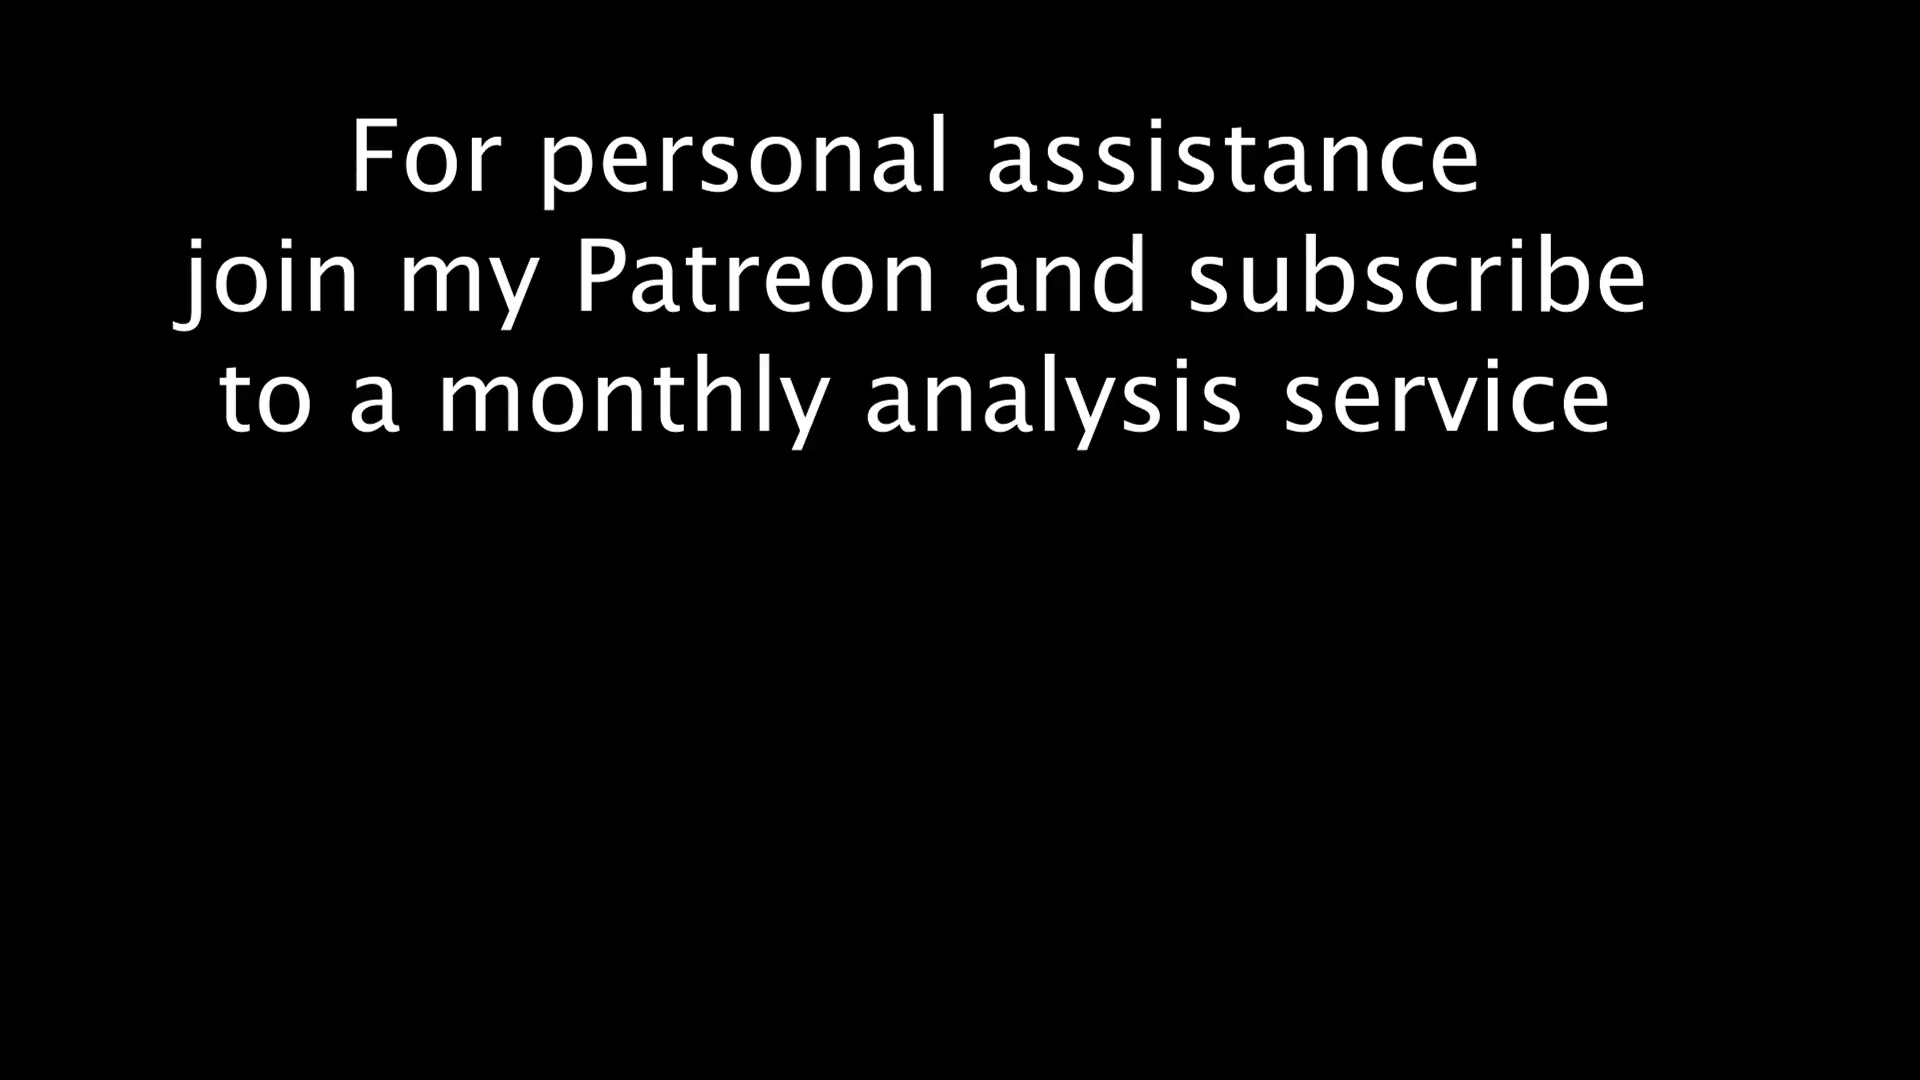 For personal assistance
join my Patreon and subscribe
to a monthly analysis service